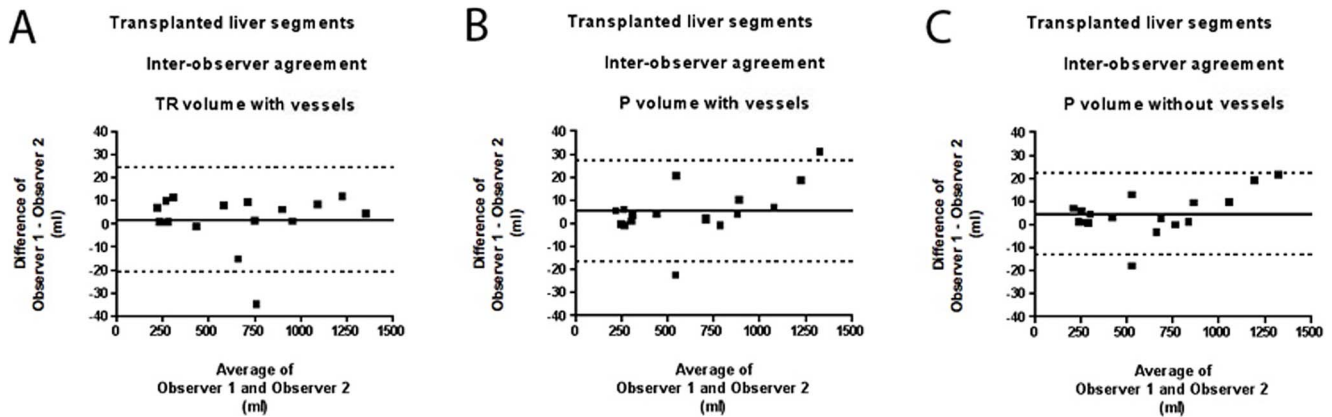 A
Transplanted liver segments
Inter-observer agreement
TR volume with vessels
Difference of
Observer 1 - Observer 2
(ml)
40
30
20
10
0
-10
-20
-30
-40
0
250
500
750
1000
1250
1500
Average of
Observer 1 and Observer 2
(ml)
B
Transplanted liver segments
Inter-observer agreement
P volume with vessels
Difference of
Observer 1 - Observer 2
(ml)
40
30
20
10
0
-10
-20
-30
-40
0
250
500
750
1000
1250
1500
Average of
Observer 1 and Observer 2
(ml)
C
Transplanted liver segments
Inter-observer agreement
P volume without vessels
Difference of
Observer 1 - Observer 2
(ml)
40
30
20
10
0
-10
-20
-30
-40
0
250
500
750
1000
1250
1500
Average of
Observer 1 and Observer 2
(ml)